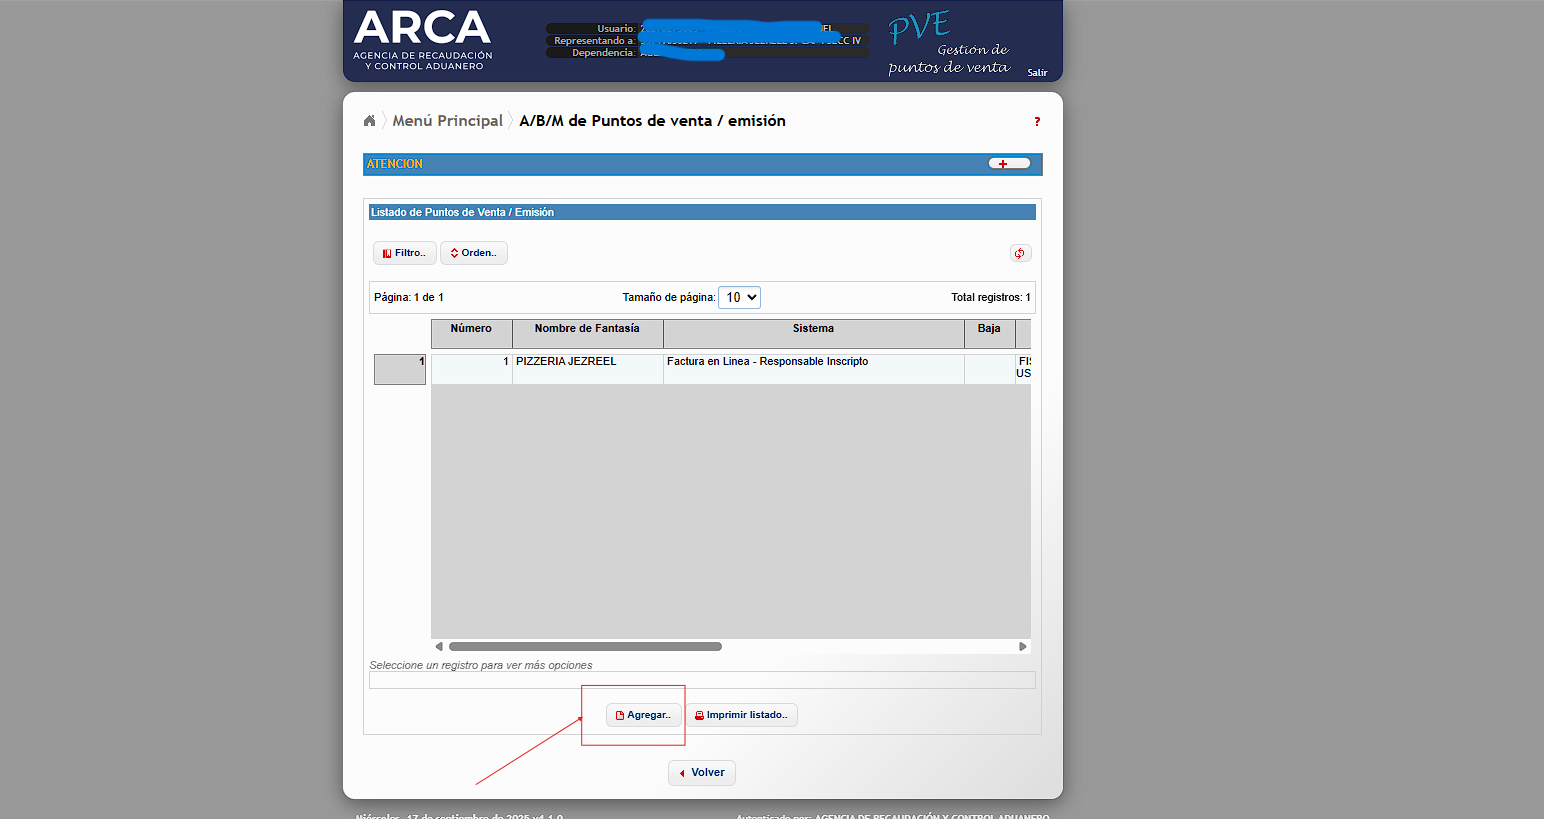 ARCA
AGENCIA DE RECAUDACIÓN
Y CONTROL ADUANERO
Usuario:
Representando a: SECC IV
Dependencia:
PVE
Gestión de
puntos de venta
Salir
Menú Principal A/B/M de Puntos de venta / emisión ?
ATENCION
Listado de Puntos de Venta / Emisión
Filtro.. Orden..
Página: 1 de 1 Tamaño de página: 10 Total registros: 1
Número Nombre de Fantasía Sistema Baja
1 1 PIZZERIA JEZREEL Factura en Linea - Responsable Inscripto FIS
US
Seleccione un registro para ver más opciones
Agregar.. Imprimir listado..
Volver
Miércoles, 17 de septiembre de 2025 v4.1.0 Autenticado por: AGENCIA DE RECAUDACIÓN Y CONTROL ADUANERO